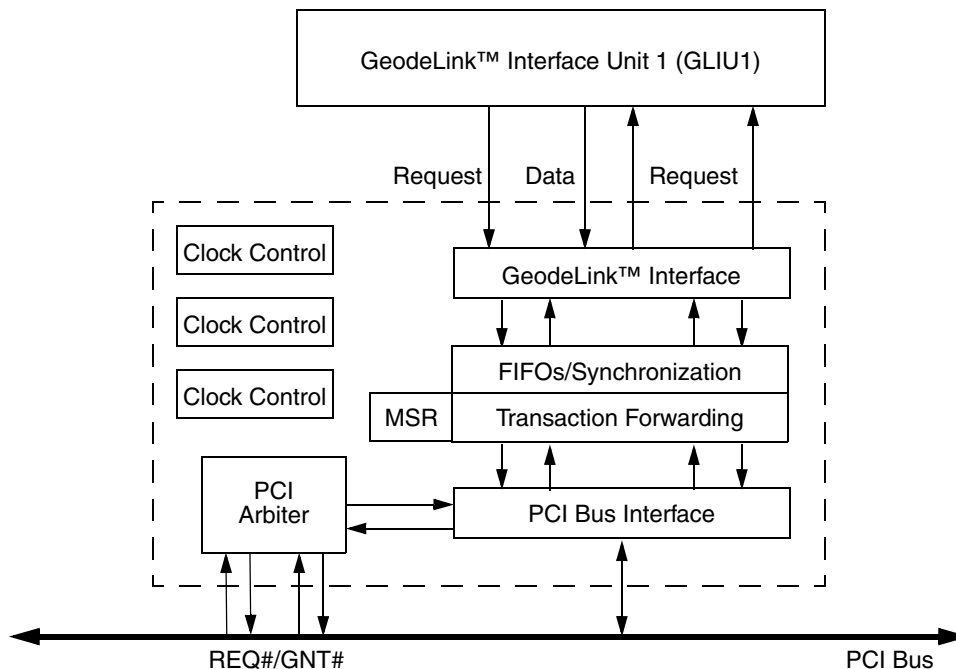 GeodeLink™ Interface Unit 1 (GLIU1)
Request
Data
Request
Clock Control
GeodeLink™ Interface
Clock Control
FIFOs/Synchronization
Clock Control
MSR
Transaction Forwarding
PCI
Arbiter
PCI Bus Interface
REQ#/GNT#
PCI Bus